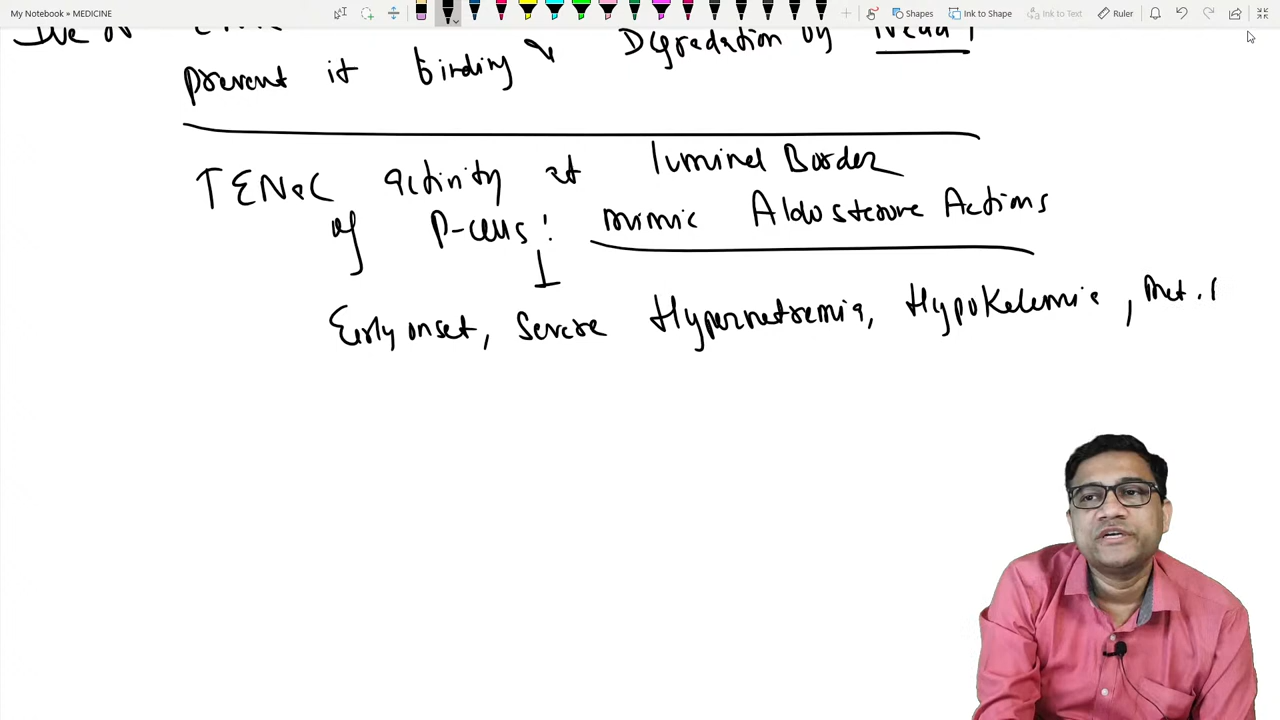 My Notebook » MEDICINE
Shapes Ink to Shape Ink to Text Ruler
Degradation by
prevent it binding &
↑ENaC activity at luminal Border
of P-cells: mimic Aldosterone Actions
Early onset, Severe Hypernatremia, Hypokalemia, Met.